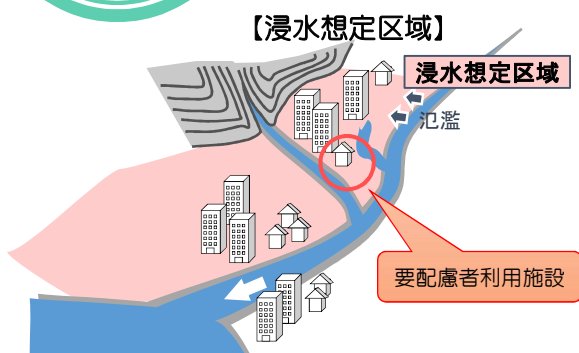 【浸水想定区域】
浸水想定区域
氾濫
要配慮者利用施設